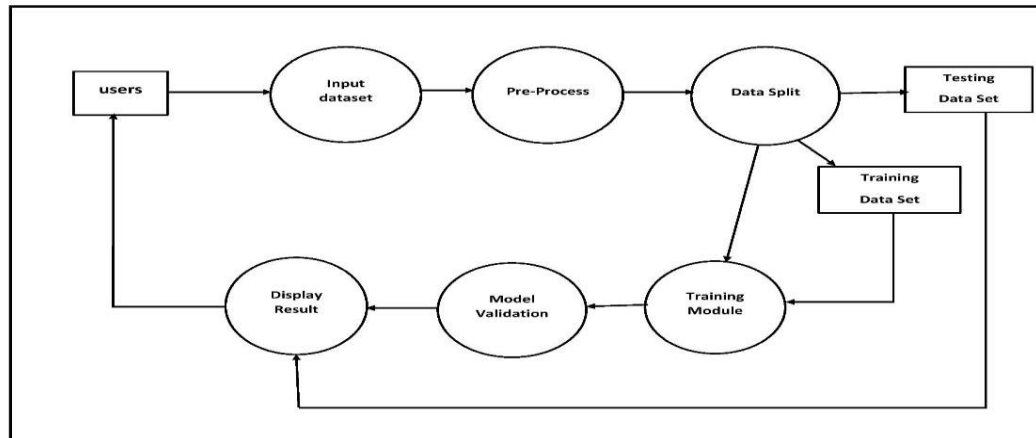 users
Input
dataset
Pre-Process
Data Split
Testing
Data Set
Training
Data Set
Display
Result
Model
Validation
Training
Module